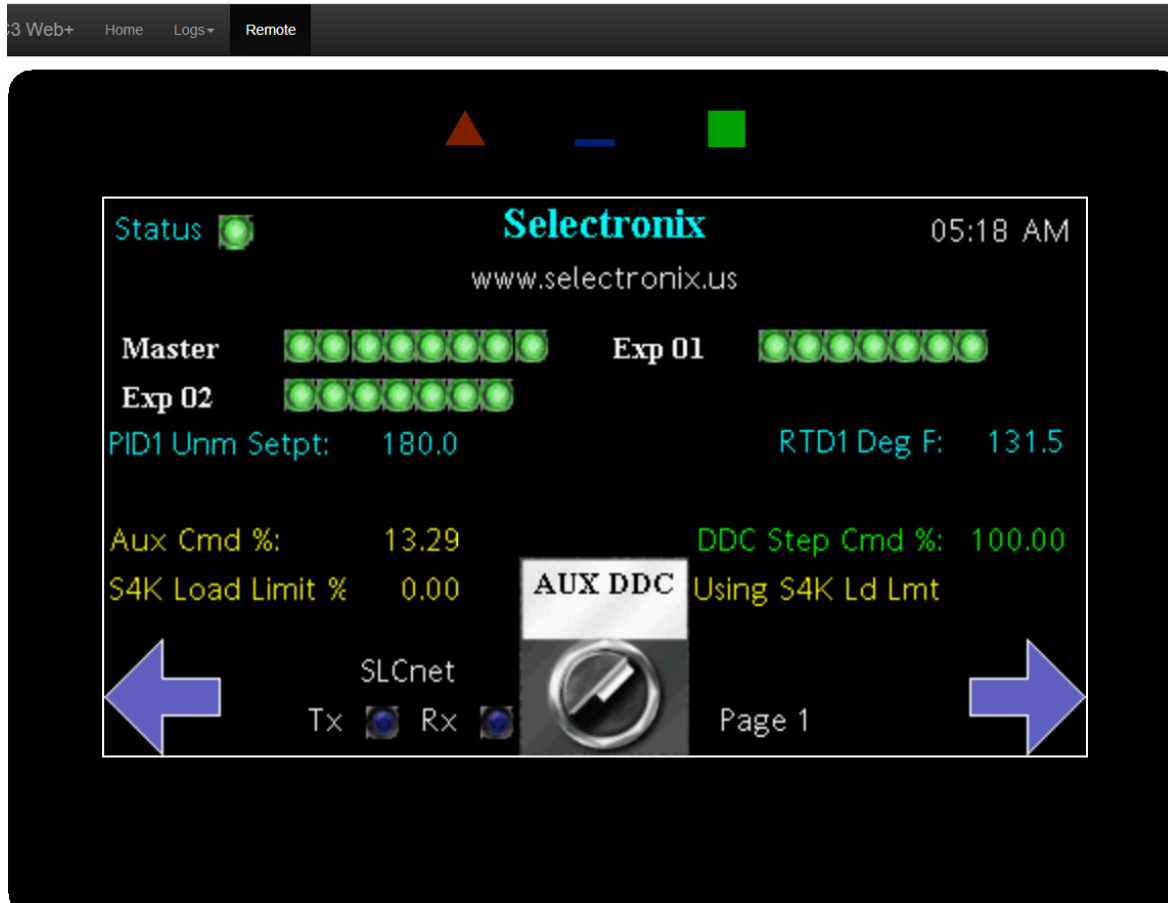 C3 Web+ Home Logs Remote
Status Selectronix 05:18 AM
www.selectronix.us
Master Exp 01
Exp 02
PID1 Unm Setpt: 180.0 RTD1 Deg F: 131.5
Aux Cmd %: 13.29 DDC Step Cmd %: 100.00
S4K Load Limit % 0.00 AUX DDC Using S4K Ld Lmt
SLCnet
Tx Rx Page 1